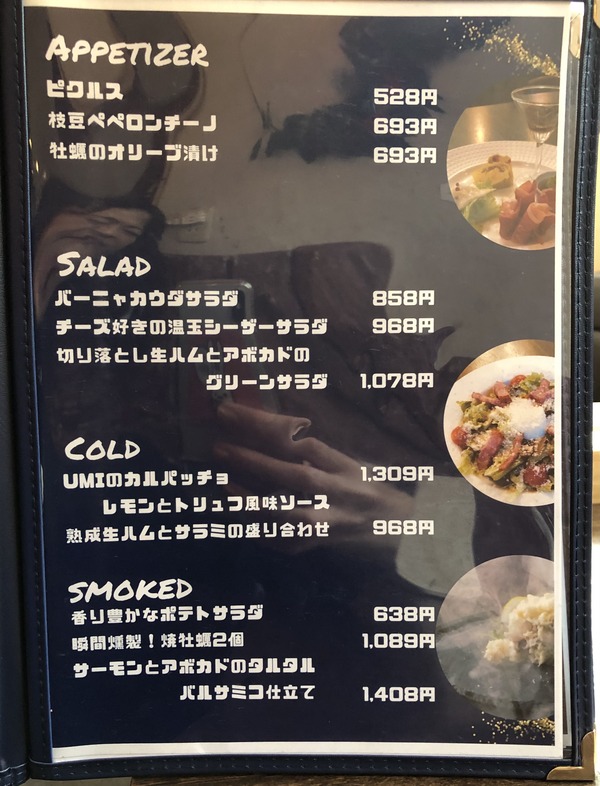 APPETIZER
ピクルス 528円
枝豆ペペロンチーノ 693円
牡蠣のオリーブ漬け 693円
SALAD
バーニャカウダサラダ 858円
チーズ好きの温玉シーザーサラダ 968円
切り落とし生ハムとアボカドの
グリーンサラダ 1,078円
COLD
UMIのカルパッチョ 1,309円
レモンとトリュフ風味ソース
熟成生ハムとサラミの盛り合わせ 968円
SMOKED
香り豊かなポテトサラダ 638円
瞬間燻製！焼牡蠣2個 1,089円
サーモンとアボカドのタルタル
バルサミコ仕立て 1,408円